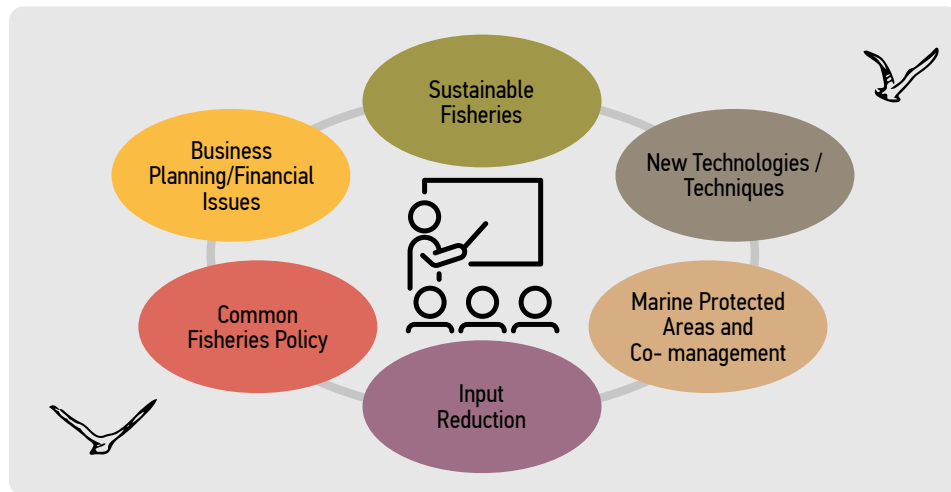 Sustainable
Fisheries
Business
Planning/Financial
Issues
New Technologies /
Techniques
Common
Fisheries Policy
Marine Protected
Areas and
Co- management
Input
Reduction